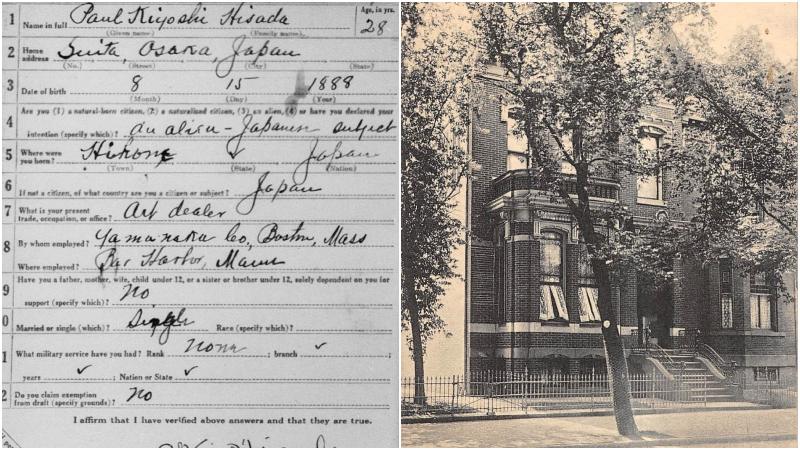 1 Name in full Paul Kiyoshi Hisada Age, in yrs. 28
(Given name) (Family name)
2 Home address Suita, Osaka, Japan
(No.) (Street) (City) (State)
3 Date of birth 8 15 1888
(Month) (Day) (Year)
4 Are you (1) a natural-born citizen, (2) a naturalized citizen, (3) an alien, (4) or have you declared your
intention (specify which)? an alien - Japanese subject
5 Where were you born? Hikone ✓ Japan
(Town) (State) (Nation)
6 If not a citizen, of what country are you a citizen or subject? Japan
7 What is your present trade, occupation, or office? Art dealer
8 By whom employed? Yamanaka Co., Boston, Mass
Where employed? Bar Harbor, Maine
9 Have you a father, mother, wife, child under 12, or a sister or brother under 12, solely dependent on you for
support (specify which)? No
0 Married or single (which)? Single Race (specify which)?
1 What military service have you had? Rank None ; branch ✓ ;
years ✓ ; Nation or State ✓
2 Do you claim exemption from draft (specify grounds)? No
I affirm that I have verified above answers and that they are true.